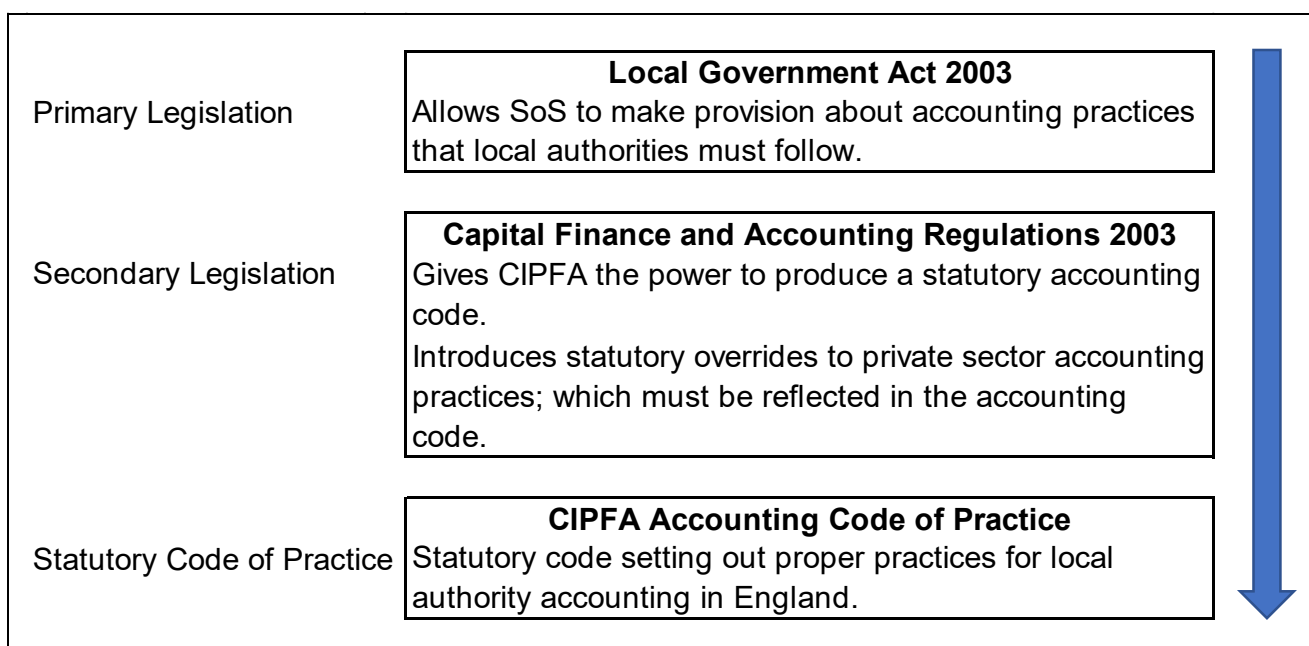 Local Government Act 2003
Primary Legislation
Allows SoS to make provision about accounting practices
that local authorities must follow.
Capital Finance and Accounting Regulations 2003
Secondary Legislation
Gives CIPFA the power to produce a statutory accounting
code.
Introduces statutory overrides to private sector accounting
practices; which must be reflected in the accounting
code.
CIPFA Accounting Code of Practice
Statutory Code of Practice
Statutory code setting out proper practices for local
authority accounting in England.